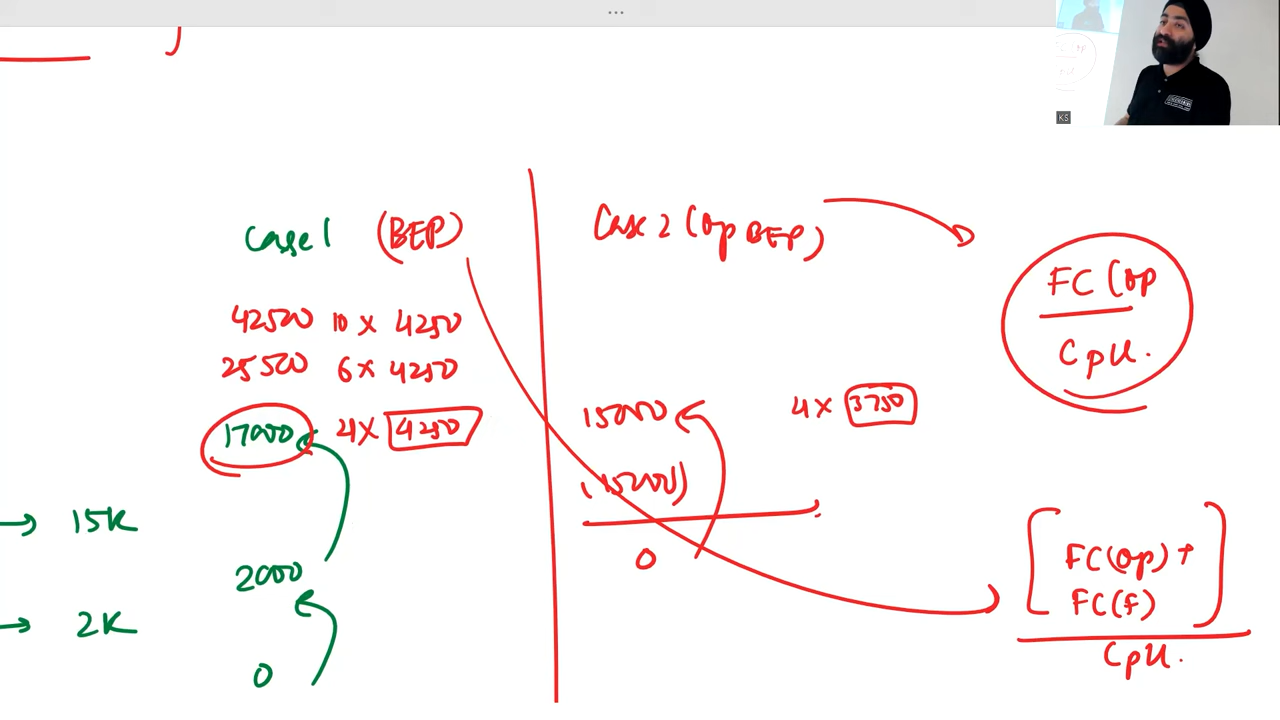 ...
Case 1 (BEP)
42500 10 x 4250
25500 6 x 4250
17000 4 x 4250
15K
2000
2K
0
Case 2 (Op BEP)
15000 4 x 3750
(15000)
0
FC (op
CpU.
FC(op) +
FC(f)
CpU.
KS